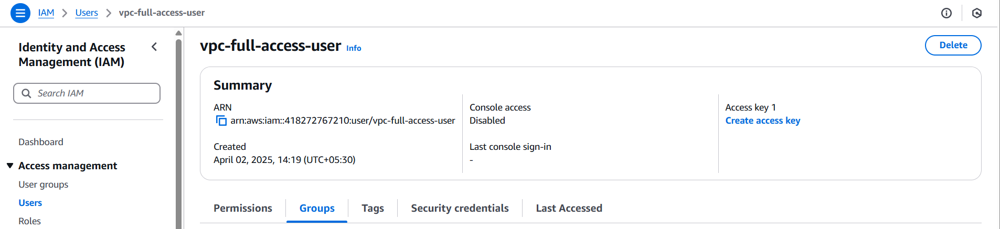 IAM > Users > vpc-full-access-user
Identity and Access
Management (IAM)
Search IAM
Dashboard
Access management
User groups
Users
Roles
vpc-full-access-user Info
Delete
Summary
ARN
arn:aws:iam::418272767210:user/vpc-full-access-user
Created
April 02, 2025, 14:19 (UTC+05:30)
Console access
Disabled
Last console sign-in
-
Access key 1
Create access key
Permissions Groups Tags Security credentials Last Accessed